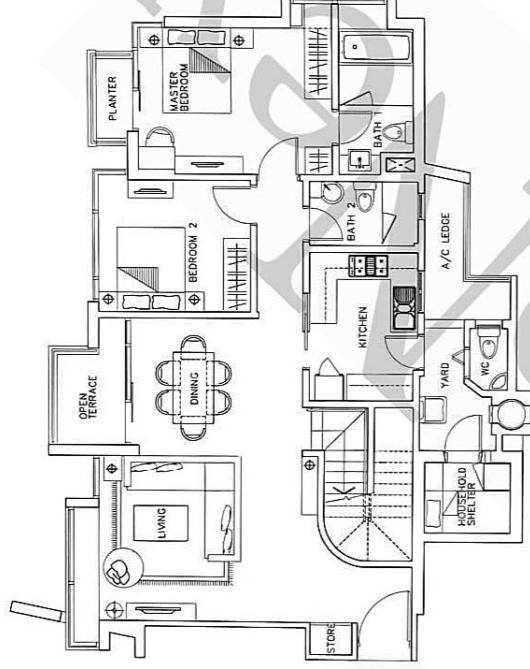 PLANTER
MASTER
BEDROOM
BATH 1
BEDROOM 2
BATH 2
A/C LEDGE
KITCHEN
OPEN
TERRACE
DINING
YARD
WC
LIVING
HOUSEHOLD
SHELTER
STORE